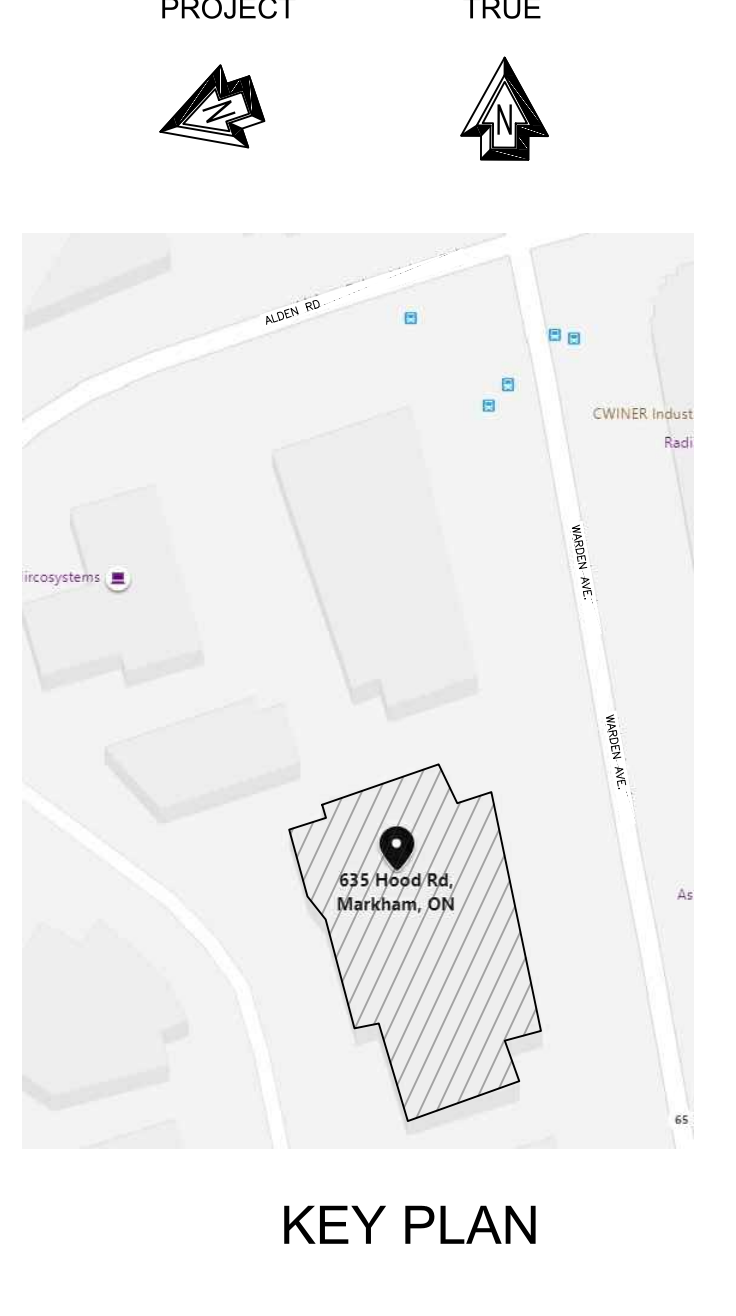 PROJECT
TRUE
N
N
ALDEN RD
CWINER Indust
Radi
WARDEN AVE.
ircosystems
WARDEN AVE.
635 Hood Rd,
Markham, ON
As
65
KEY PLAN